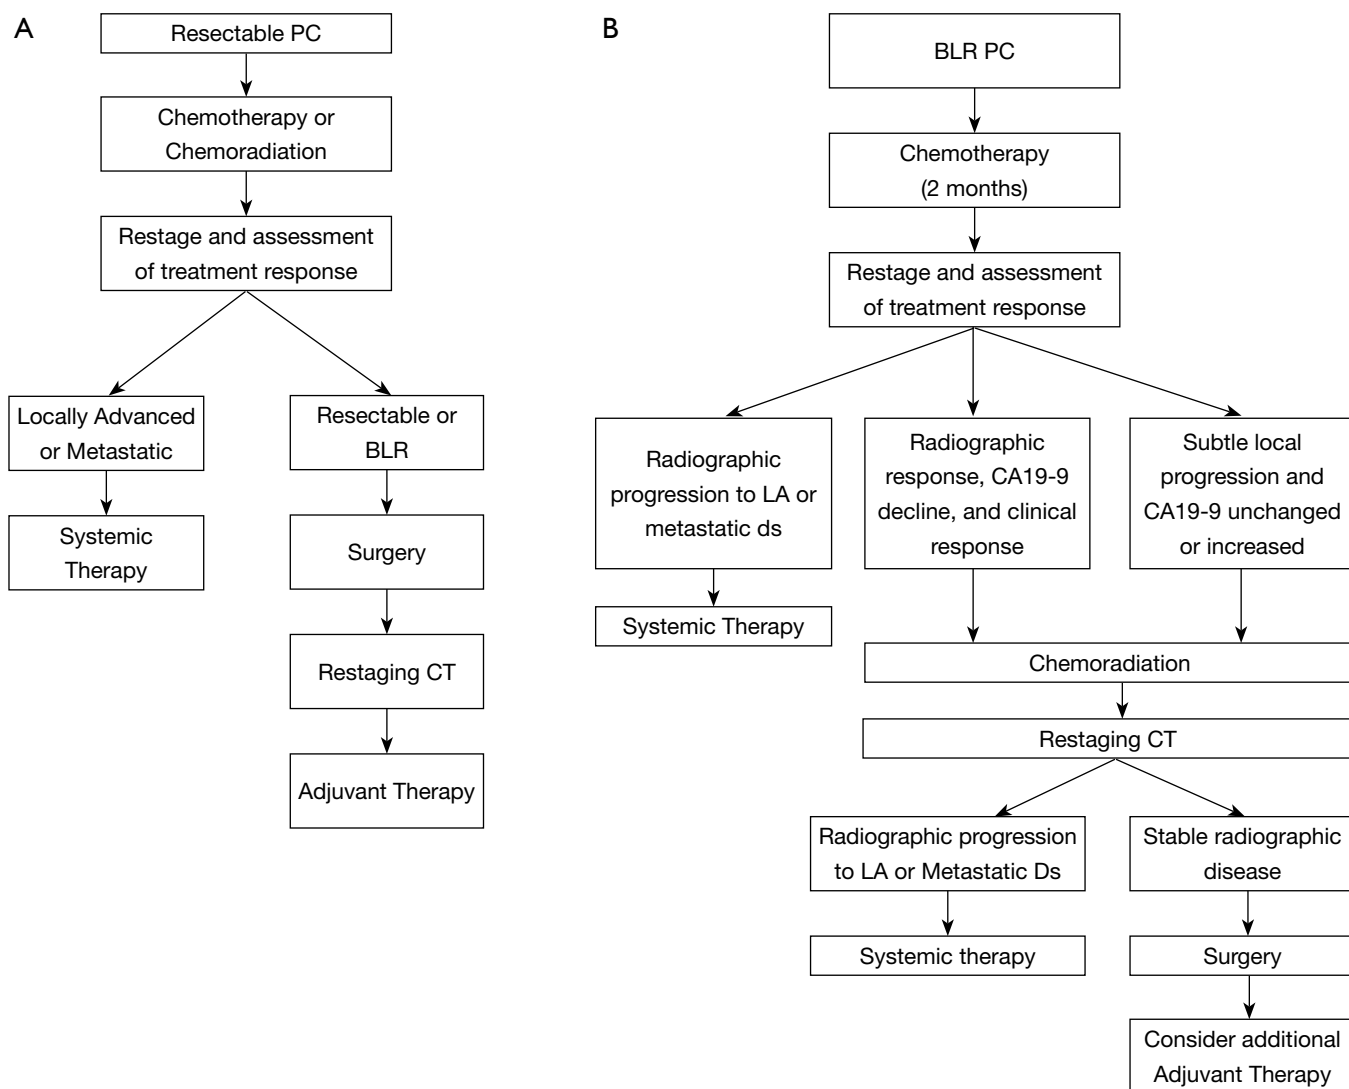 A
Resectable PC
Chemotherapy or
Chemoradiation
Restage and assessment
of treatment response
Locally Advanced
or Metastatic
Systemic
Therapy
Resectable or
BLR
Surgery
Restaging CT
Adjuvant Therapy
B
BLR PC
Chemotherapy
(2 months)
Restage and assessment
of treatment response
Radiographic
progression to LA or
metastatic ds
Systemic Therapy
Radiographic
response, CA19-9
decline, and clinical
response
Subtle local
progression and
CA19-9 unchanged
or increased
Chemoradiation
Restaging CT
Radiographic progression
to LA or Metastatic Ds
Systemic therapy
Stable radiographic
disease
Surgery
Consider additional
Adjuvant Therapy